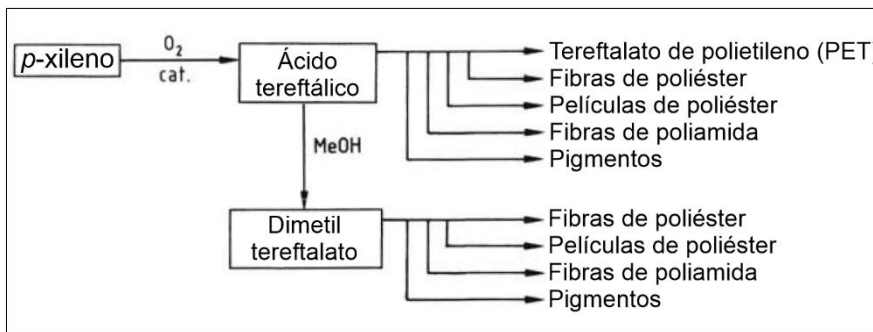 p-xileno
O₂
cat.
Ácido
tereftálico
Tereftalato de polietileno (PET)
Fibras de poliéster
Películas de poliéster
Fibras de poliamida
Pigmentos
MeOH
Dimetil
tereftalato
Fibras de poliéster
Películas de poliéster
Fibras de poliamida
Pigmentos